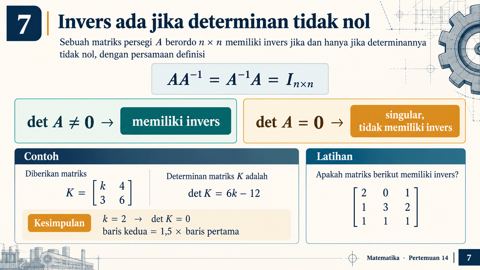 7
Invers ada jika determinan tidak nol
Sebuah matriks persegi A berordo n × n memiliki invers jika dan hanya jika determinannya
tidak nol, dengan persamaan definisi
AA⁻¹ = A⁻¹A = Iₙ×ₙ
det A ≠ 0 → memiliki invers
det A = 0 → singular,
tidak memiliki invers
Contoh
Diberikan matriks
K = [k 4
3 6]
Determinan matriks K adalah
det K = 6k − 12
Kesimpulan
k = 2 → det K = 0
baris kedua = 1,5 × baris pertama
Latihan
Apakah matriks berikut memiliki invers?
[2 0 1
1 3 2
1 1 1]
Matematika · Pertemuan 14 | 7